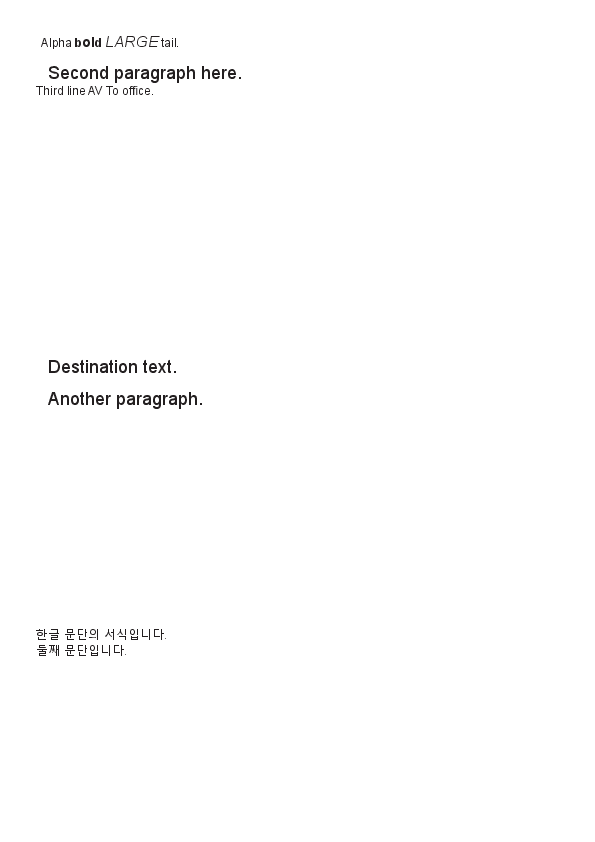 Alpha bold LARGE tail.
Second paragraph here.
Third line AV To office.
Destination text.
Another paragraph.
한글 문단의 서식입니다.
둘째 문단입니다.